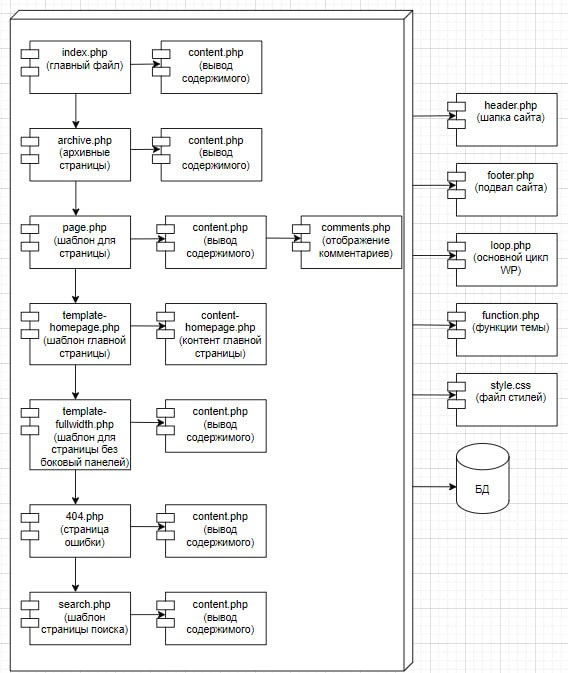 index.php
(главный файл)
content.php
(вывод
содержимого)
archive.php
(архивные
страницы)
content.php
(вывод
содержимого)
page.php
(шаблон для
страницы)
content.php
(вывод
содержимого)
comments.php
(отображение
комментариев)
template-
homepage.php
(шаблон главной
страницы)
content-
homepage.php
(контент главной
страницы)
template-
fullwidth.php
(шаблон для
страницы без
боковый панелей)
content.php
(вывод
содержимого)
404.php
(страница
ошибки)
content.php
(вывод
содержимого)
search.php
(шаблон
страницы поиска)
content.php
(вывод
содержимого)
header.php
(шапка сайта)
footer.php
(подвал сайта)
loop.php
(основной цикл
WP)
function.php
(функции темы)
style.css
(файл стилей)
БД